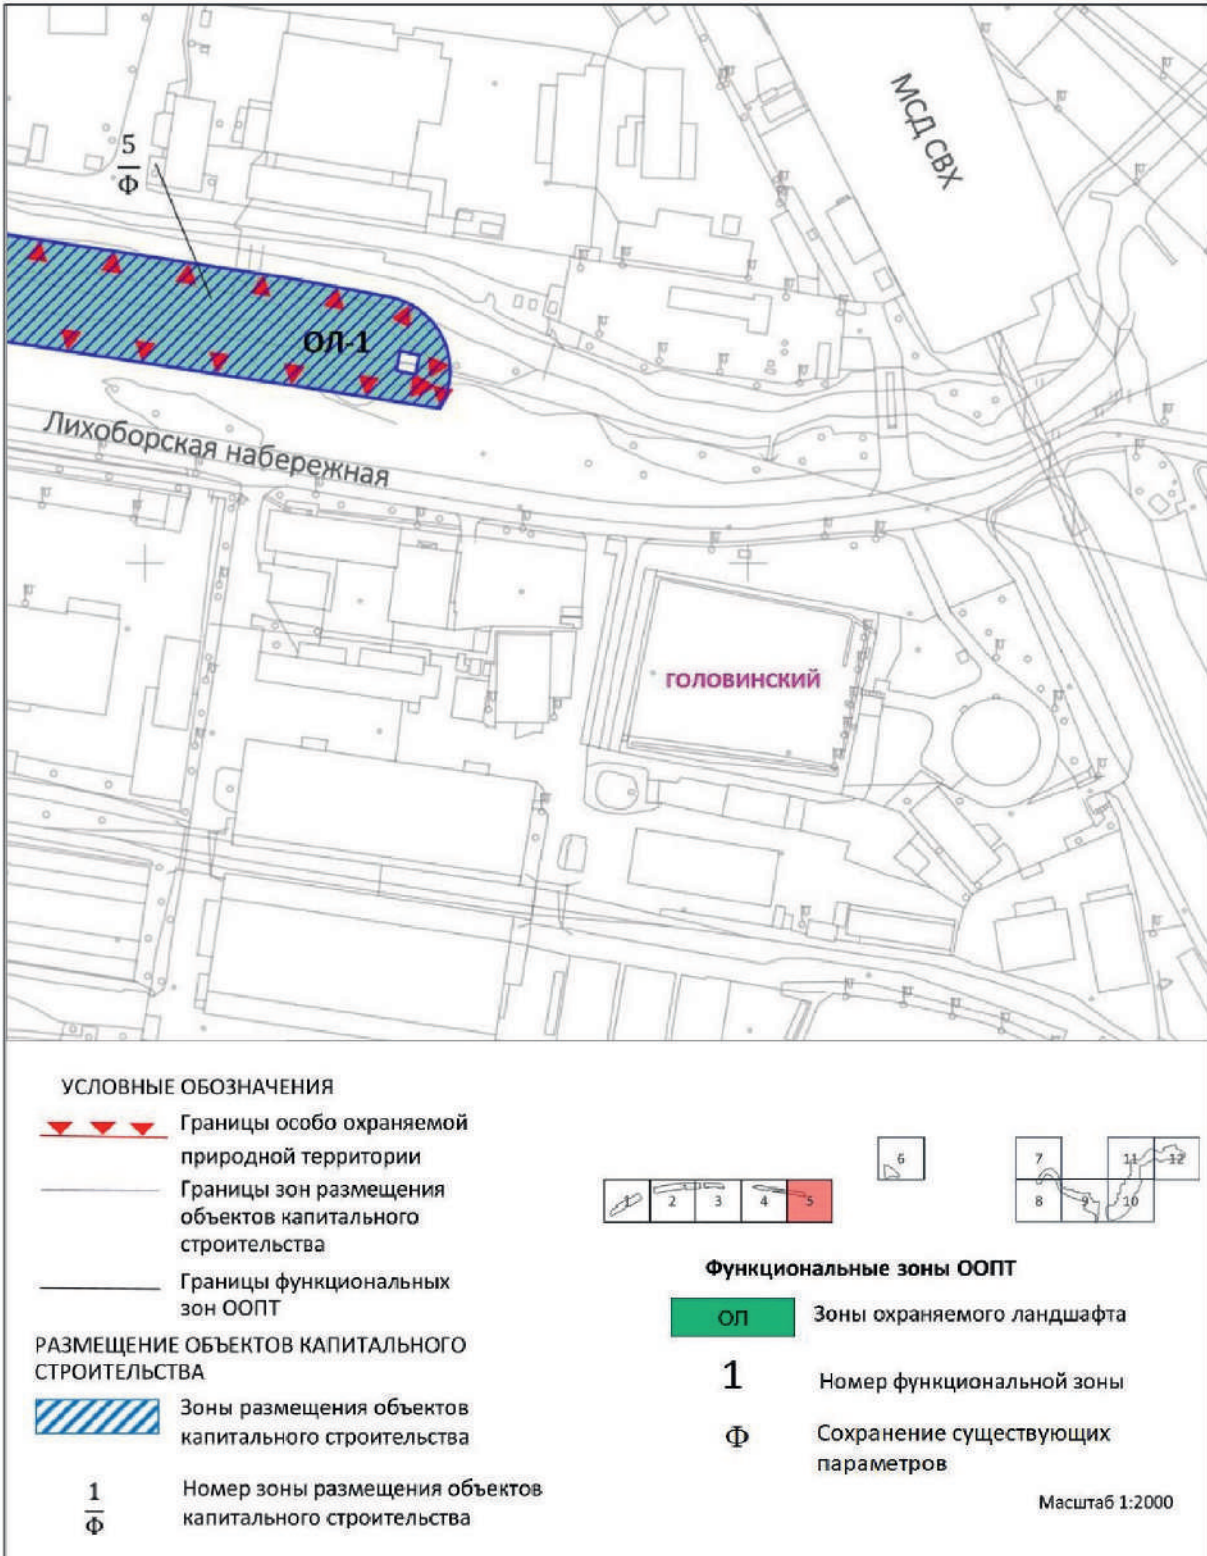 МСД СВХ
5
Ф
ОЛ-1
Лихоборская набережная
ГОЛОВИНСКИЙ
УСЛОВНЫЕ ОБОЗНАЧЕНИЯ
Границы особо охраняемой
природной территории
Границы зон размещения
объектов капитального
строительства
Границы функциональных
зон ООПТ
РАЗМЕЩЕНИЕ ОБЪЕКТОВ КАПИТАЛЬНОГО
СТРОИТЕЛЬСТВА
Зоны размещения объектов
капитального строительства
1
Ф
Номер зоны размещения объектов
капитального строительства
6
7
11
12
1
2
3
4
5
8
9
10
Функциональные зоны ООПТ
ОЛ
Зоны охраняемого ландшафта
1
Номер функциональной зоны
Ф
Сохранение существующих
параметров
Масштаб 1:2000